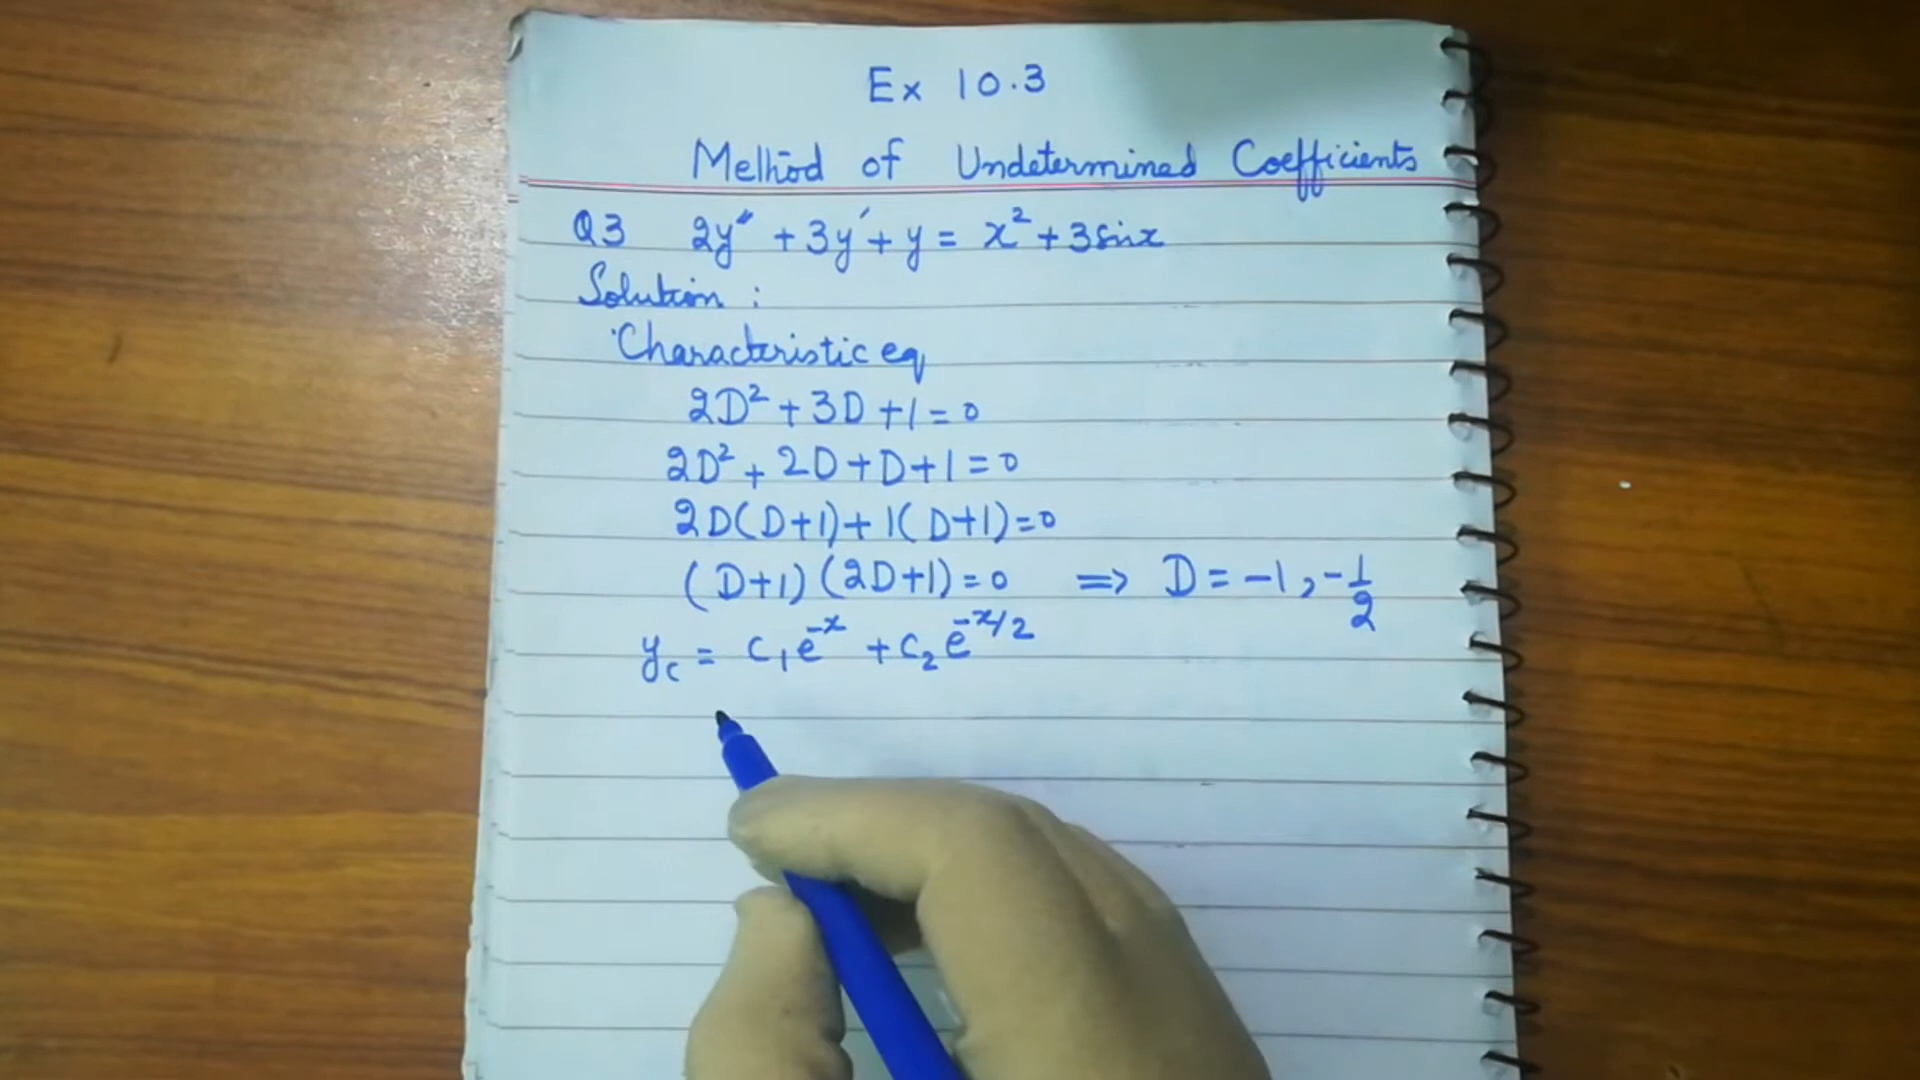 Ex 10.3
Method of Undetermined Coefficients
Q3 2y" + 3y' + y = x² + 3sinx
Solution :
Characteristic eq
2D² + 3D + 1 = 0
2D² + 2D + D + 1 = 0
2D(D+1) + 1(D+1) = 0
(D+1)(2D+1) = 0 ⇒ D = -1, -1/2
y_c = c₁e^{-x} + c₂e^{-x/2}